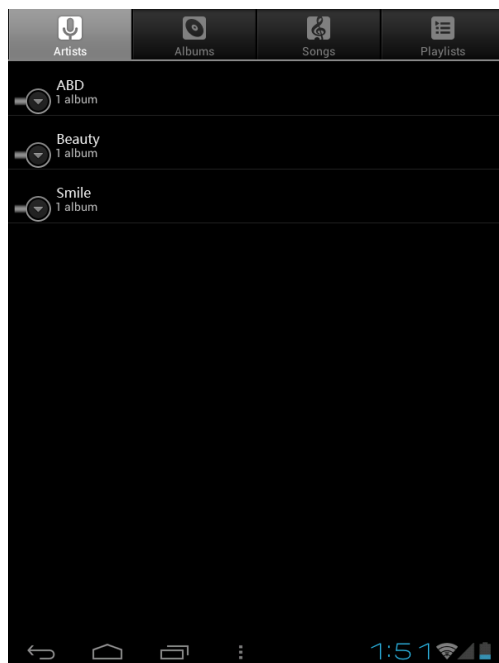 Artists
Albums
Songs
Playlists
ABD
1 album
Beauty
1 album
Smile
1 album
1:51